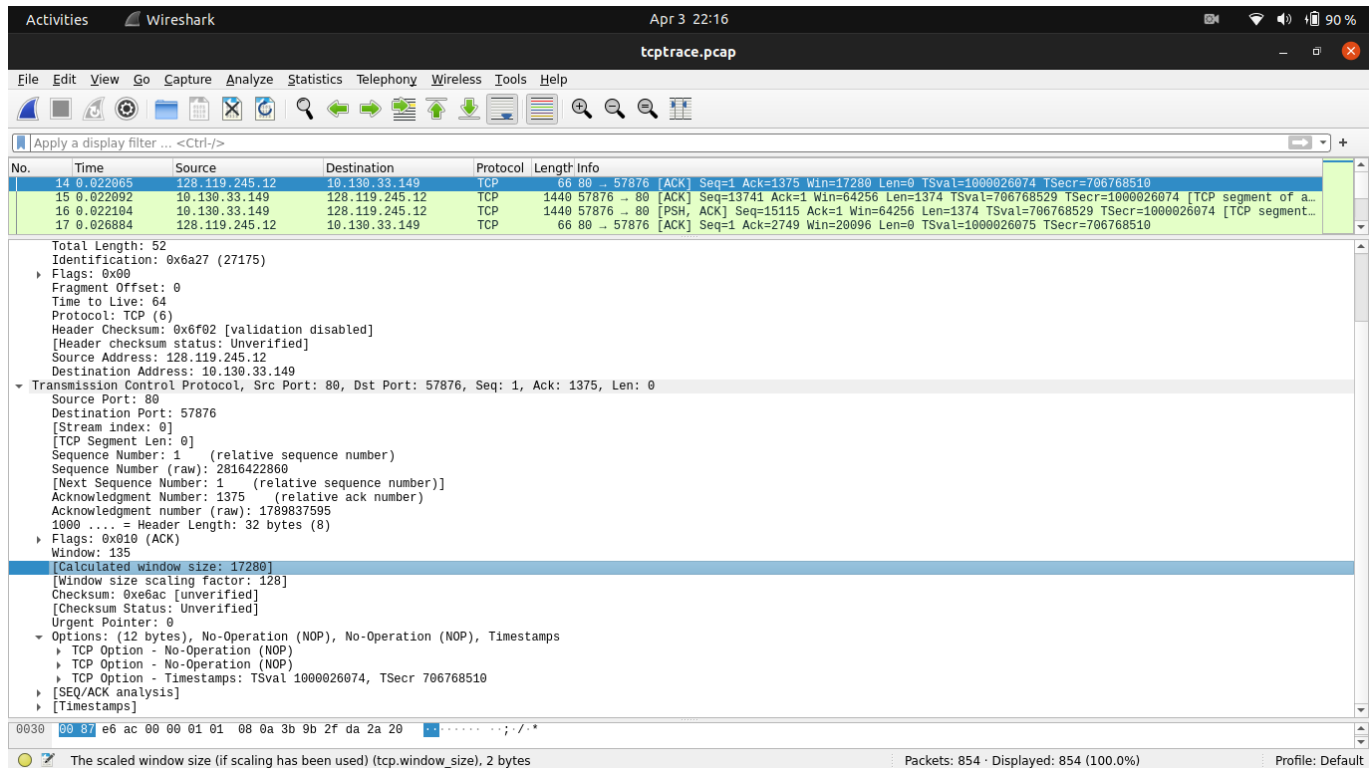 Activities Wireshark Apr 3 22:16 90 %
tcptrace.pcap
File Edit View Go Capture Analyze Statistics Telephony Wireless Tools Help
Apply a display filter ... <Ctrl-/>
No. Time Source Destination Protocol Length Info
14 0.022065 128.119.245.12 10.130.33.149 TCP 66 80 → 57876 [ACK] Seq=1 Ack=1375 Win=17280 Len=0 TSval=1000026074 TSecr=706768510
15 0.022092 10.130.33.149 128.119.245.12 TCP 1440 57876 → 80 [ACK] Seq=13741 Ack=1 Win=64256 Len=1374 TSval=706768529 TSecr=1000026074 [TCP segment of a…
16 0.022104 10.130.33.149 128.119.245.12 TCP 1440 57876 → 80 [PSH, ACK] Seq=15115 Ack=1 Win=64256 Len=1374 TSval=706768529 TSecr=1000026074 [TCP segment…
17 0.026884 128.119.245.12 10.130.33.149 TCP 66 80 → 57876 [ACK] Seq=1 Ack=2749 Win=20096 Len=0 TSval=1000026075 TSecr=706768510
Total Length: 52
Identification: 0x6a27 (27175)
Flags: 0x00
Fragment Offset: 0
Time to Live: 64
Protocol: TCP (6)
Header Checksum: 0x6f02 [validation disabled]
[Header checksum status: Unverified]
Source Address: 128.119.245.12
Destination Address: 10.130.33.149
Transmission Control Protocol, Src Port: 80, Dst Port: 57876, Seq: 1, Ack: 1375, Len: 0
Source Port: 80
Destination Port: 57876
[Stream index: 0]
[TCP Segment Len: 0]
Sequence Number: 1 (relative sequence number)
Sequence Number (raw): 2816422860
[Next Sequence Number: 1 (relative sequence number)]
Acknowledgment Number: 1375 (relative ack number)
Acknowledgment number (raw): 1789837595
1000 .... = Header Length: 32 bytes (8)
Flags: 0x010 (ACK)
Window: 135
[Calculated window size: 17280]
[Window size scaling factor: 128]
Checksum: 0xe6ac [unverified]
[Checksum Status: Unverified]
Urgent Pointer: 0
Options: (12 bytes), No-Operation (NOP), No-Operation (NOP), Timestamps
TCP Option - No-Operation (NOP)
TCP Option - No-Operation (NOP)
TCP Option - Timestamps: TSval 1000026074, TSecr 706768510
[SEQ/ACK analysis]
[Timestamps]
0030 00 87 e6 ac 00 00 01 01 08 0a 3b 9b 2f da 2a 20 ········ ··;·/·*
The scaled window size (if scaling has been used) (tcp.window_size), 2 bytes Packets: 854 · Displayed: 854 (100.0%) Profile: Default